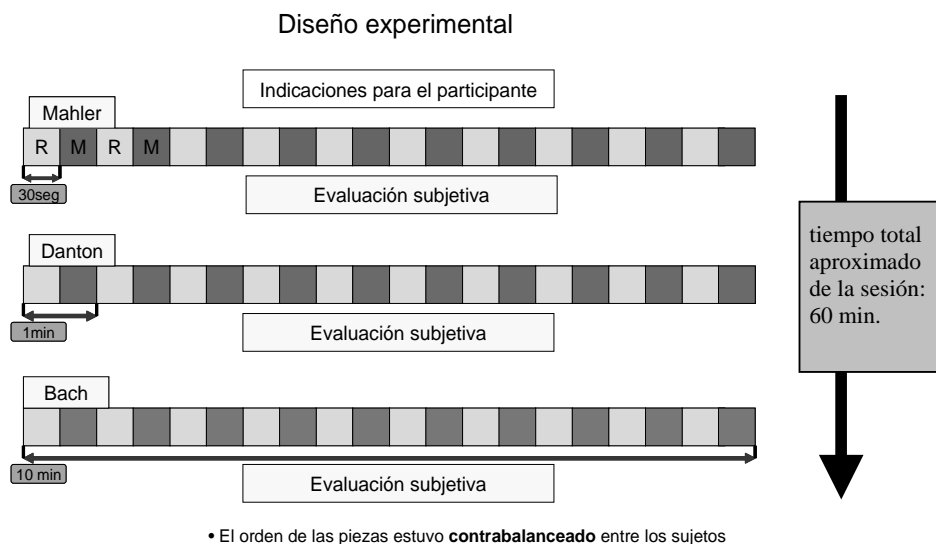 Diseño experimental
Indicaciones para el participante
Mahler
R M R M
30seg
Evaluación subjetiva
Danton
1min
Evaluación subjetiva
Bach
10 min
Evaluación subjetiva
tiempo total
aproximado
de la sesión:
60 min.
• El orden de las piezas estuvo contrabalanceado entre los sujetos